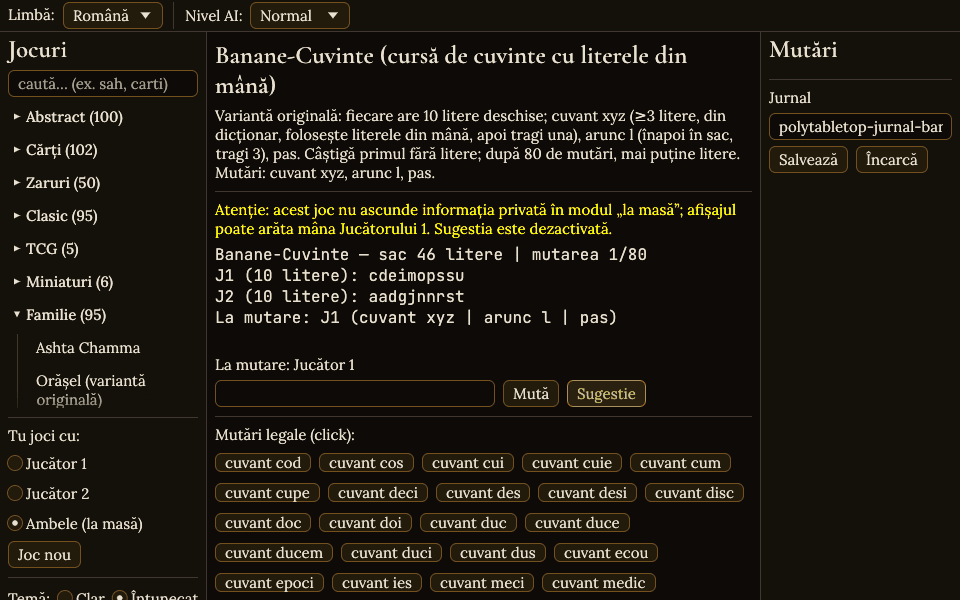 Limbă: Română ▼ Nivel AI: Normal ▼
Jocuri
caută... (ex. sah, carti)
▸ Abstract (100)
▸ Cărți (102)
▸ Zaruri (50)
▸ Clasic (95)
▸ TCG (5)
▸ Miniaturi (6)
▾ Familie (95)
Ashta Chamma
Orășel (variantă
originală)
Tu joci cu:
Jucător 1
Jucător 2
Ambele (la masă)
Joc nou
Temă: Clar Întunecat
Banane-Cuvinte (cursă de cuvinte cu literele din
mână)
Variantă originală: fiecare are 10 litere deschise; cuvant xyz (≥3 litere, din
dicționar, folosește literele din mână, apoi tragi una), arunc l (înapoi în sac,
tragi 3), pas. Câștigă primul fără litere; după 80 de mutări, mai puține litere.
Mutări: cuvant xyz, arunc l, pas.
Atenție: acest joc nu ascunde informația privată în modul „la masă”; afișajul
poate arăta mâna Jucătorului 1. Sugestia este dezactivată.
Banane-Cuvinte — sac 46 litere | mutarea 1/80
J1 (10 litere): cdeimopssu
J2 (10 litere): aadgjnnrst
La mutare: J1 (cuvant xyz | arunc l | pas)
La mutare: Jucător 1
Mută Sugestie
Mutări legale (click):
cuvant cod cuvant cos cuvant cui cuvant cuie cuvant cum
cuvant cupe cuvant deci cuvant des cuvant desi cuvant disc
cuvant doc cuvant doi cuvant duc cuvant duce
cuvant ducem cuvant duci cuvant dus cuvant ecou
cuvant epoci cuvant ies cuvant meci cuvant medic
Mutări
Jurnal
polytabletop-jurnal-bar
Salvează Încarcă